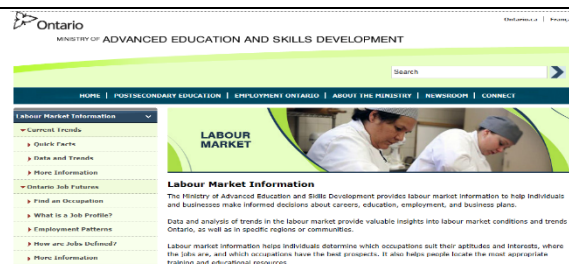 Ontario
MINISTRY OF ADVANCED EDUCATION AND SKILLS DEVELOPMENT
Search
HOME | POSTSECONDARY EDUCATION | EMPLOYMENT ONTARIO | ABOUT THE MINISTRY | NEWSROOM | CONNECT
Labour Market Information
Current Trends
Quick Facts
Data and Trends
More Information
Ontario Job Futures
Find an Occupation
What is a Job Profile?
Employment Patterns
How are Jobs Defined?
More Information
LABOUR
MARKET
Labour Market Information
The Ministry of Advanced Education and Skills Development provides labour market information to help individuals
and businesses make informed decisions about careers, education, employment, and business plans.
Data and analysis of trends in the labour market provide valuable insights into labour market conditions and trends
Ontario, as well as in specific regions or communities.
Labour market information helps individuals determine which occupations suit their aptitudes and interests, where
the jobs are, and which occupations have the best prospects. It also helps people locate the most appropriate
training and educational resources.